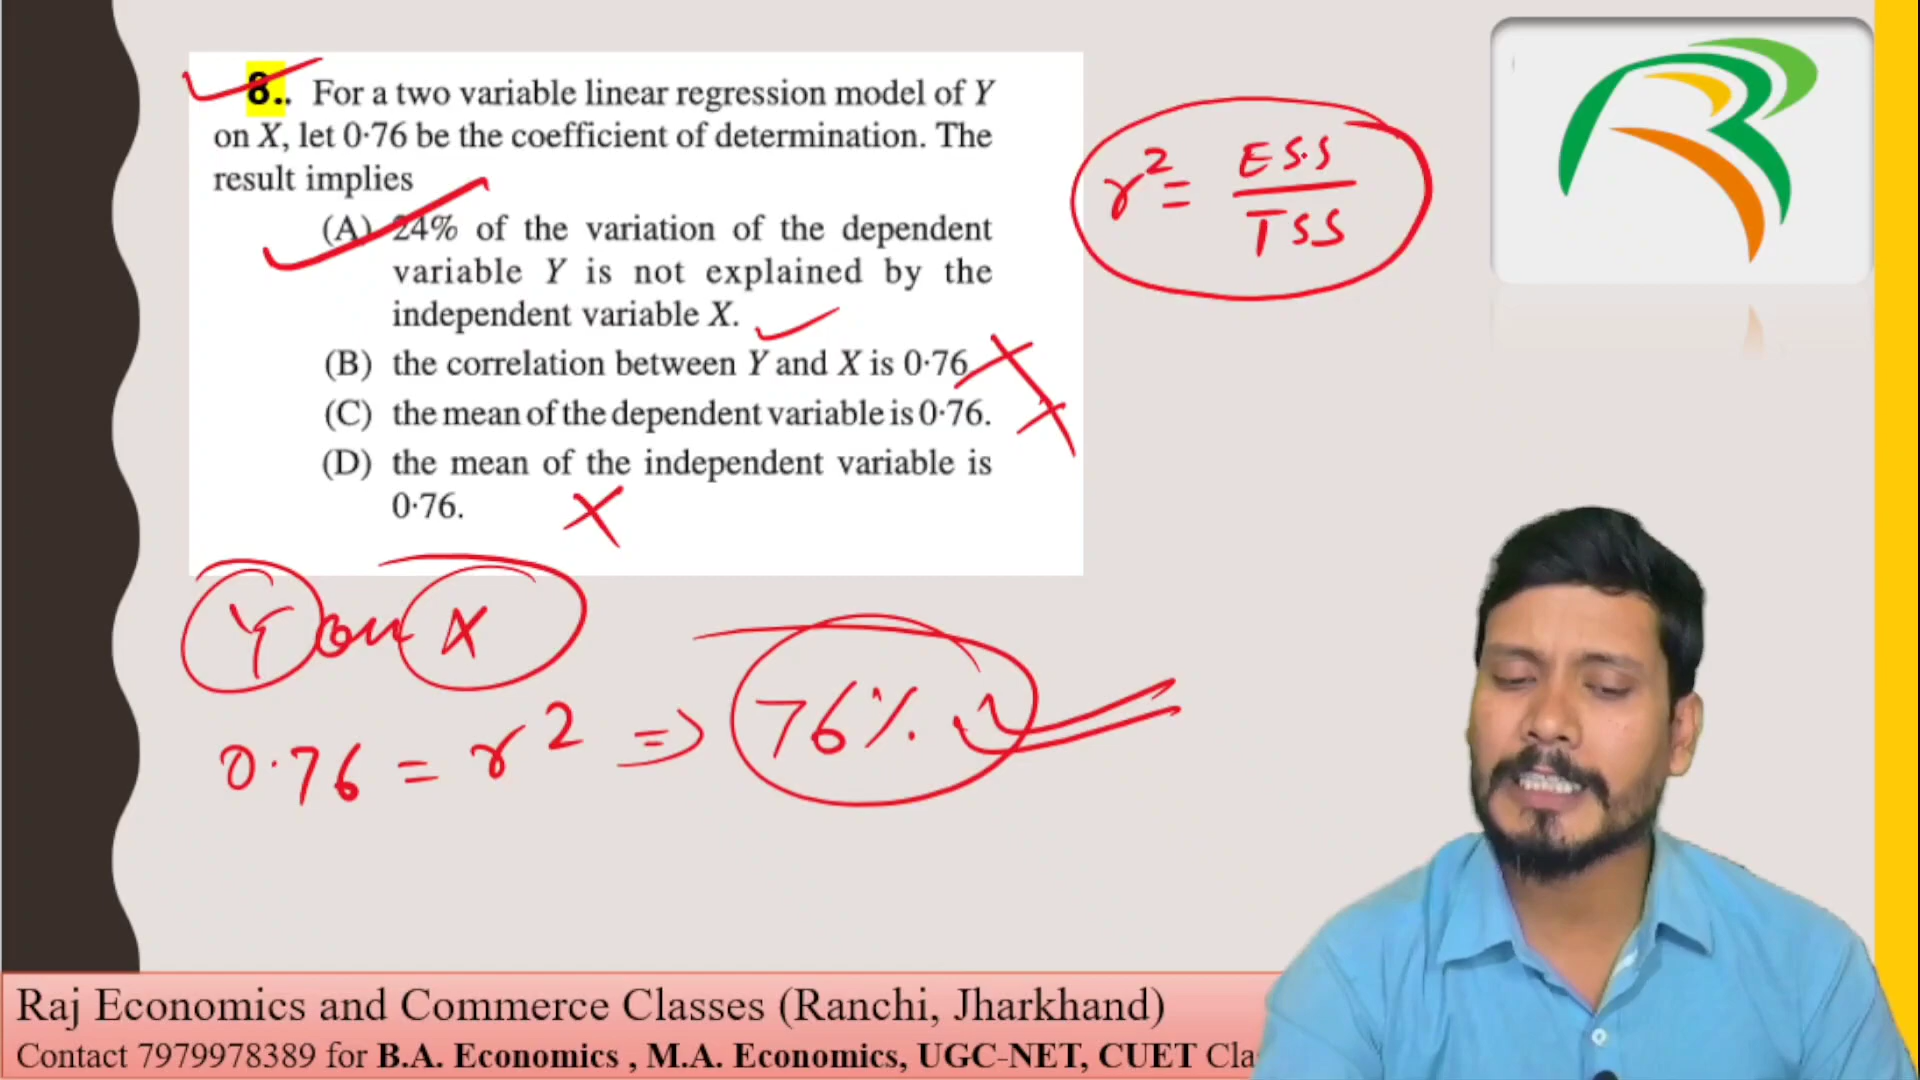 8.. For a two variable linear regression model of Y
on X, let 0·76 be the coefficient of determination. The
result implies
(A) 24% of the variation of the dependent
variable Y is not explained by the
independent variable X.
(B) the correlation between Y and X is 0·76
(C) the mean of the dependent variable is 0·76.
(D) the mean of the independent variable is
0·76.
r² = ESS
TSS
Y on X
0.76 = r² ⇒ 76%
Raj Economics and Commerce Classes (Ranchi, Jharkhand)
Contact 7979978389 for B.A. Economics , M.A. Economics, UGC-NET, CUET Cla